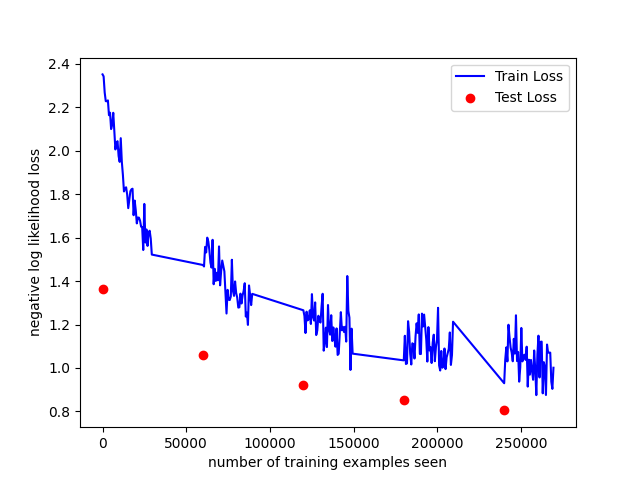 Train Loss
Test Loss
negative log likelihood loss
2.4
2.2
2.0
1.8
1.6
1.4
1.2
1.0
0.8
0 50000 100000 150000 200000 250000
number of training examples seen